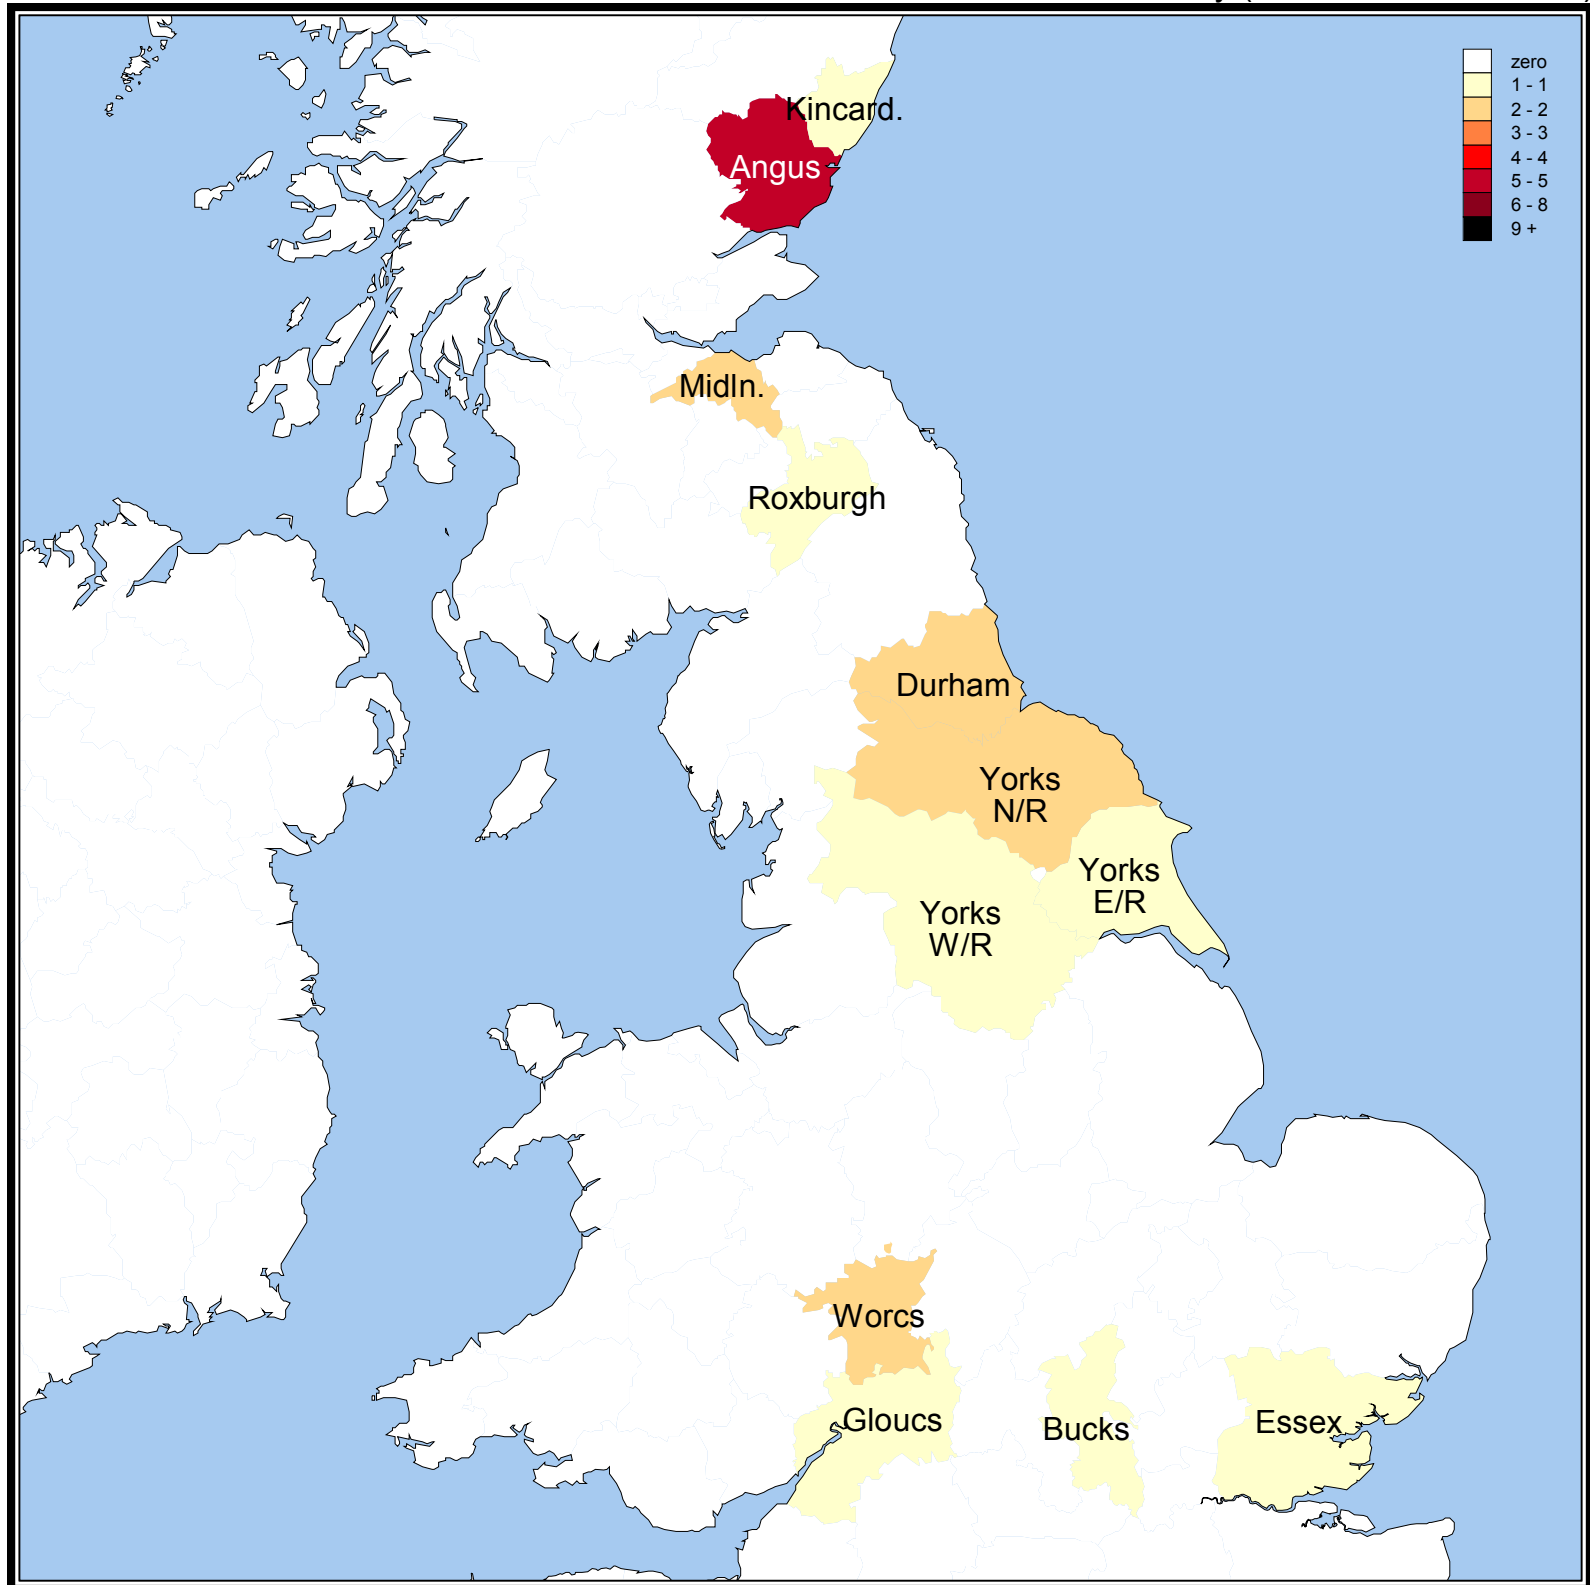 zero
1 - 1
2 - 2
3 - 3
4 - 4
5 - 5
6 - 8
9 +
Kincard.
Angus
Midln.
Roxburgh
Durham
Yorks
N/R
Yorks
E/R
Yorks
W/R
Worcs
Gloucs
Bucks
Essex